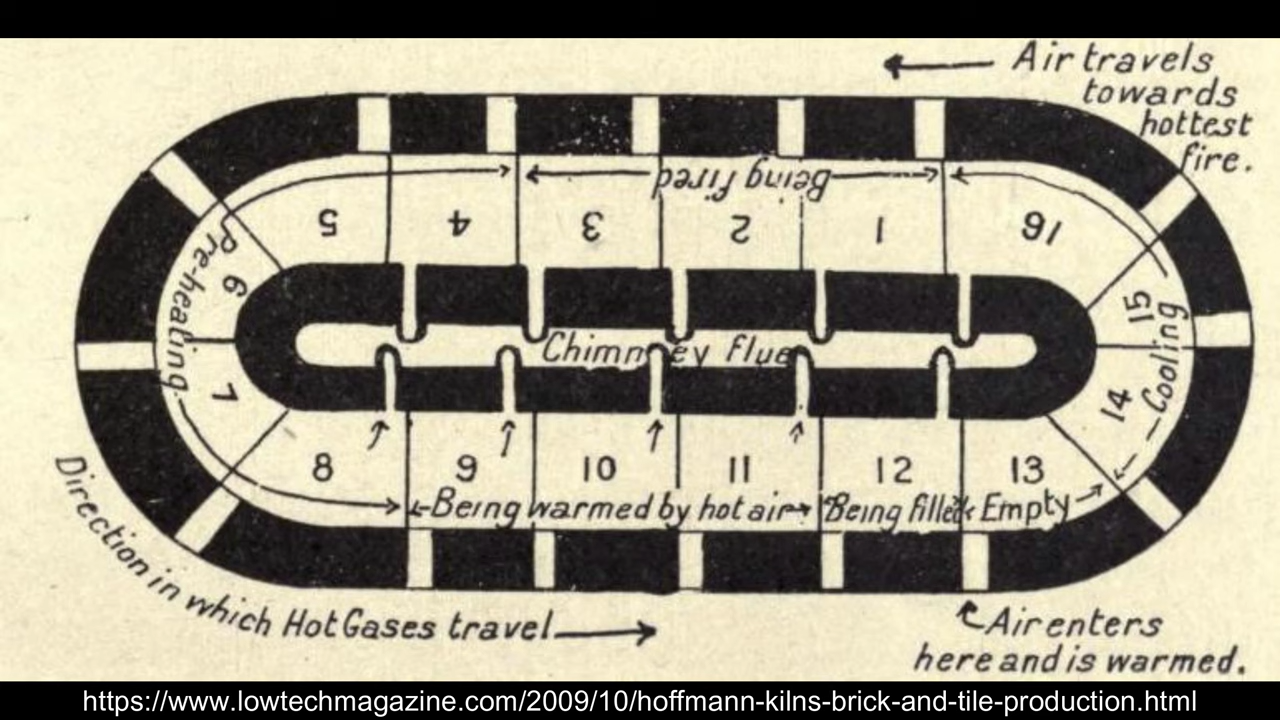 Air travels
towards
hottest
fire.
Being fired
5
4
3
2
1
16
Pre-heating
6
15
Chimney flue
7
14
Cooling
8
9
10
11
12
13
Being warmed by hot air
Being filled
Empty
Direction in which Hot Gases travel
Air enters
here and is warmed.
https://www.lowtechmagazine.com/2009/10/hoffmann-kilns-brick-and-tile-production.html